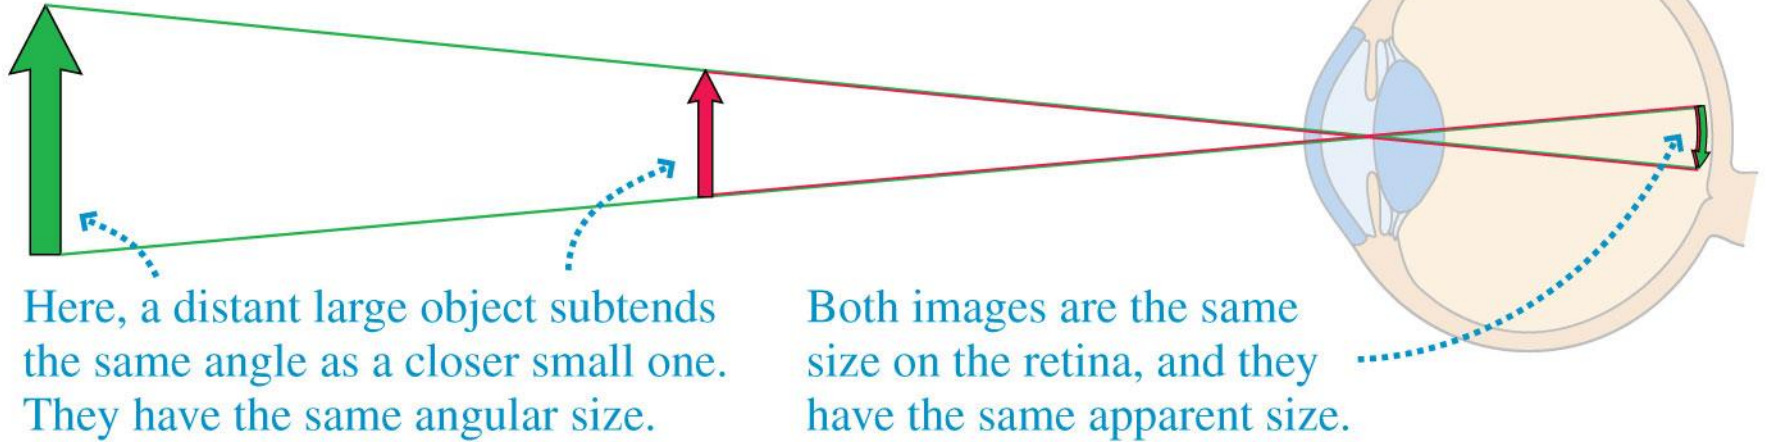 Here, a distant large object subtends
the same angle as a closer small one.
They have the same angular size.
Both images are the same
size on the retina, and they
have the same apparent size.